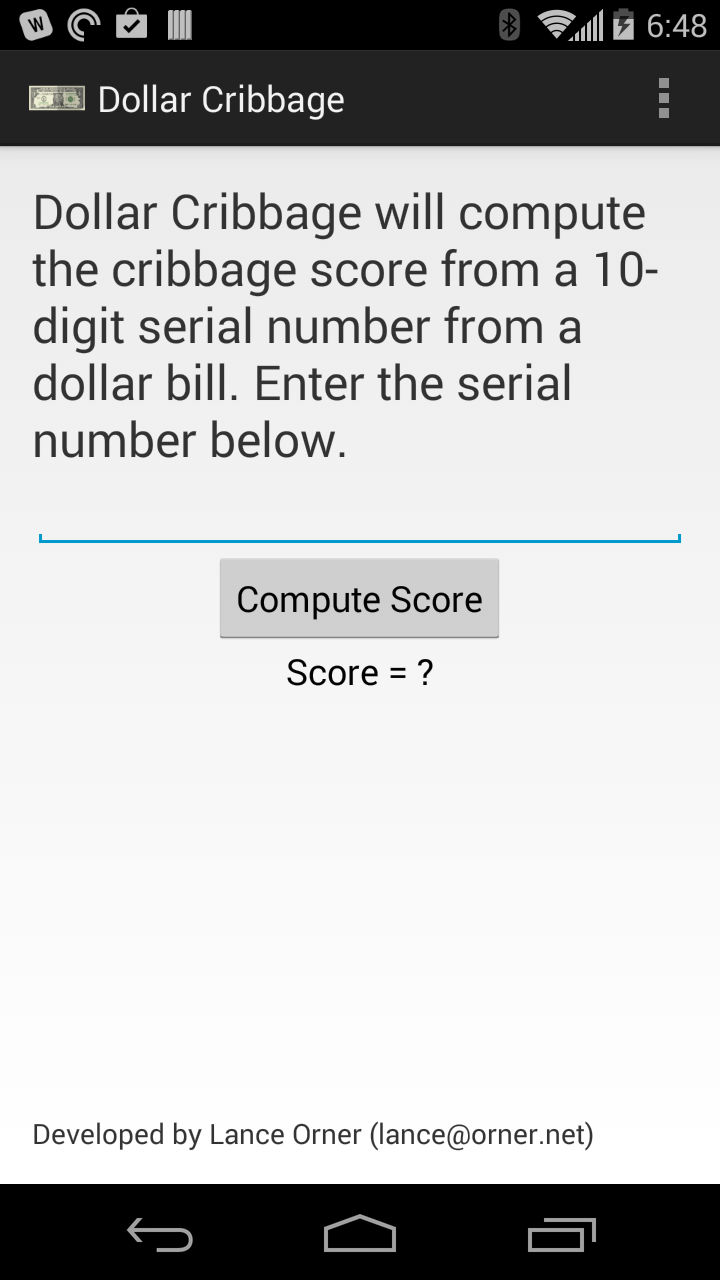 W 6:48
Dollar Cribbage
Dollar Cribbage will compute
the cribbage score from a 10-
digit serial number from a
dollar bill. Enter the serial
number below.
Compute Score
Score = ?
Developed by Lance Orner (lance@orner.net)